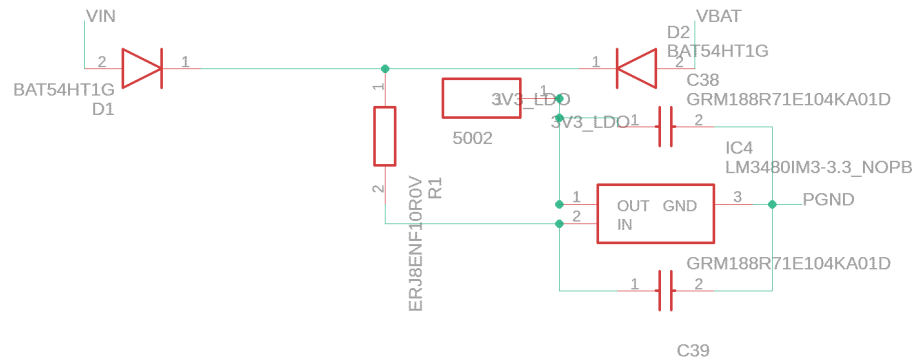 VIN
VBAT
D2
BAT54HT1G
2
1
1
2
BAT54HT1G
D1
C38
GRM188R71E104KA01D
1
1
1
3V3_LDO
3V3_LDO
1
2
5002
IC4
LM3480IM3-3.3_NOPB
2
R1
ERJ8ENF10R0V
1
2
OUT
GND
IN
3
PGND
GRM188R71E104KA01D
1
2
C39